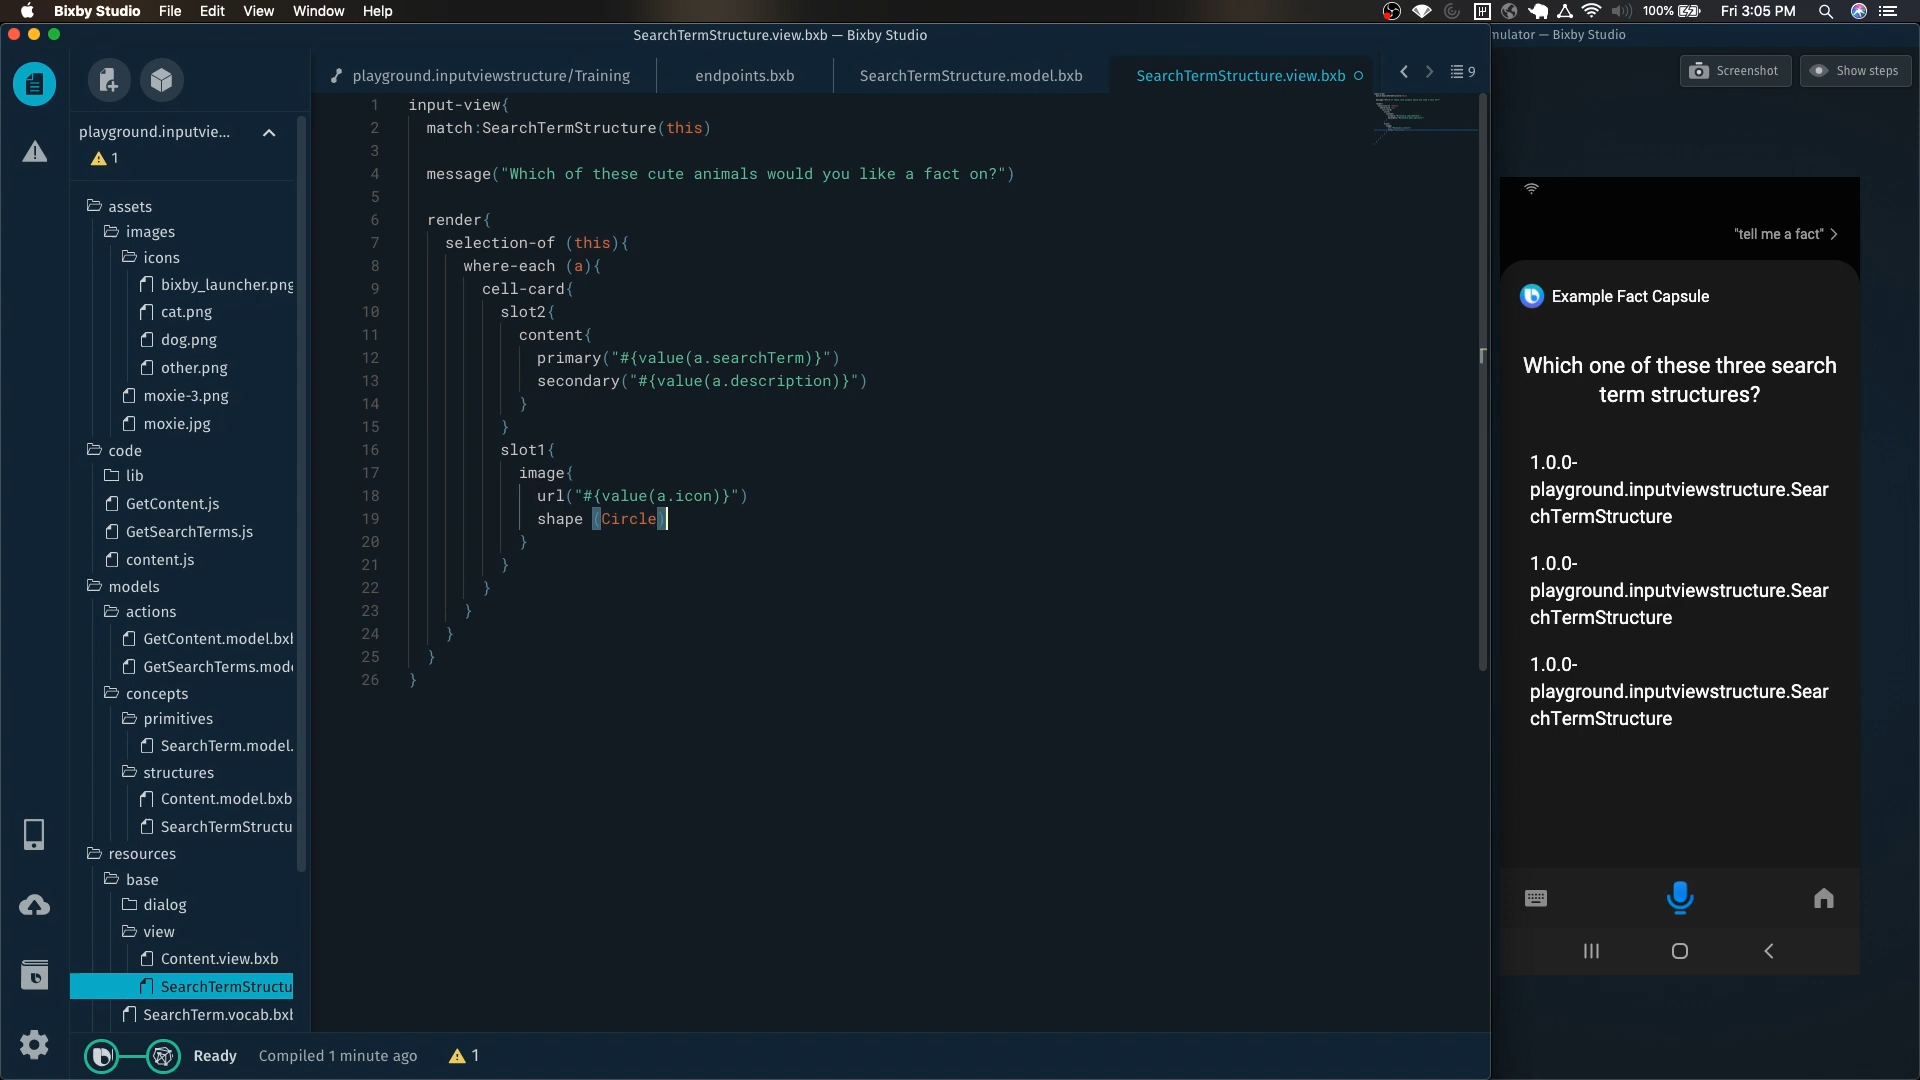 Bixby Studio File Edit View Window Help
100% Fri 3:05 PM
SearchTermStructure.view.bxb — Bixby Studio
mulator — Bixby Studio
playground.inputviewstructure/Training endpoints.bxb SearchTermStructure.model.bxb SearchTermStructure.view.bxb 9
Screenshot Show steps
playground.inputvie...
1
assets
images
icons
bixby_launcher.png
cat.png
dog.png
other.png
moxie-3.png
moxie.jpg
code
lib
GetContent.js
GetSearchTerms.js
content.js
models
actions
GetContent.model.bxb
GetSearchTerms.mode
concepts
primitives
SearchTerm.model.
structures
Content.model.bxb
SearchTermStructu
resources
base
dialog
view
Content.view.bxb
SearchTermStructu
SearchTerm.vocab.bxb
1 input-view{
2 match:SearchTermStructure(this)
3
4 message("Which of these cute animals would you like a fact on?")
5
6 render{
7 selection-of (this){
8 where-each (a){
9 cell-card{
10 slot2{
11 content{
12 primary("#{value(a.searchTerm)}")
13 secondary("#{value(a.description)}")
14 }
15 }
16 slot1{
17 image{
18 url("#{value(a.icon)}")
19 shape (Circle)
20 }
21 }
22 }
23 }
24 }
25 }
26 }
Ready Compiled 1 minute ago 1
"tell me a fact"
Example Fact Capsule
Which one of these three search
term structures?
1.0.0-
playground.inputviewstructure.Sear
chTermStructure
1.0.0-
playground.inputviewstructure.Sear
chTermStructure
1.0.0-
playground.inputviewstructure.Sear
chTermStructure